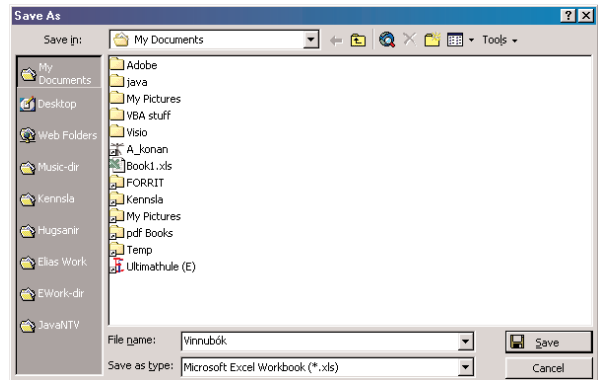 Save As
Save in:
My Documents
Tools
My Documents
Desktop
Web Folders
Music-dir
Kennsla
Hugsanir
Elias Work
EWork-dir
JavaNTV
Adobe
java
My Pictures
VBA stuff
Visio
A_konan
Book1.xls
FORRIT
Kennsla
My Pictures
pdf Books
Temp
Ultimathule (E)
File name:
Vinnubók
Save
Save as type:
Microsoft Excel Workbook (*.xls)
Cancel